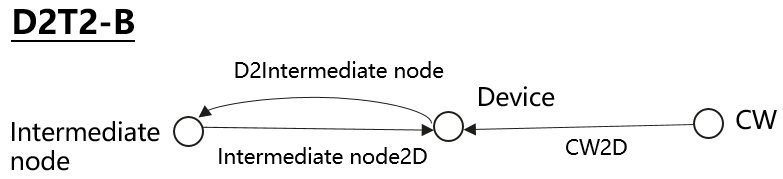 D2T2-B
D2Intermediate node
Device
Intermediate
node
CW
Intermediate node2D
CW2D